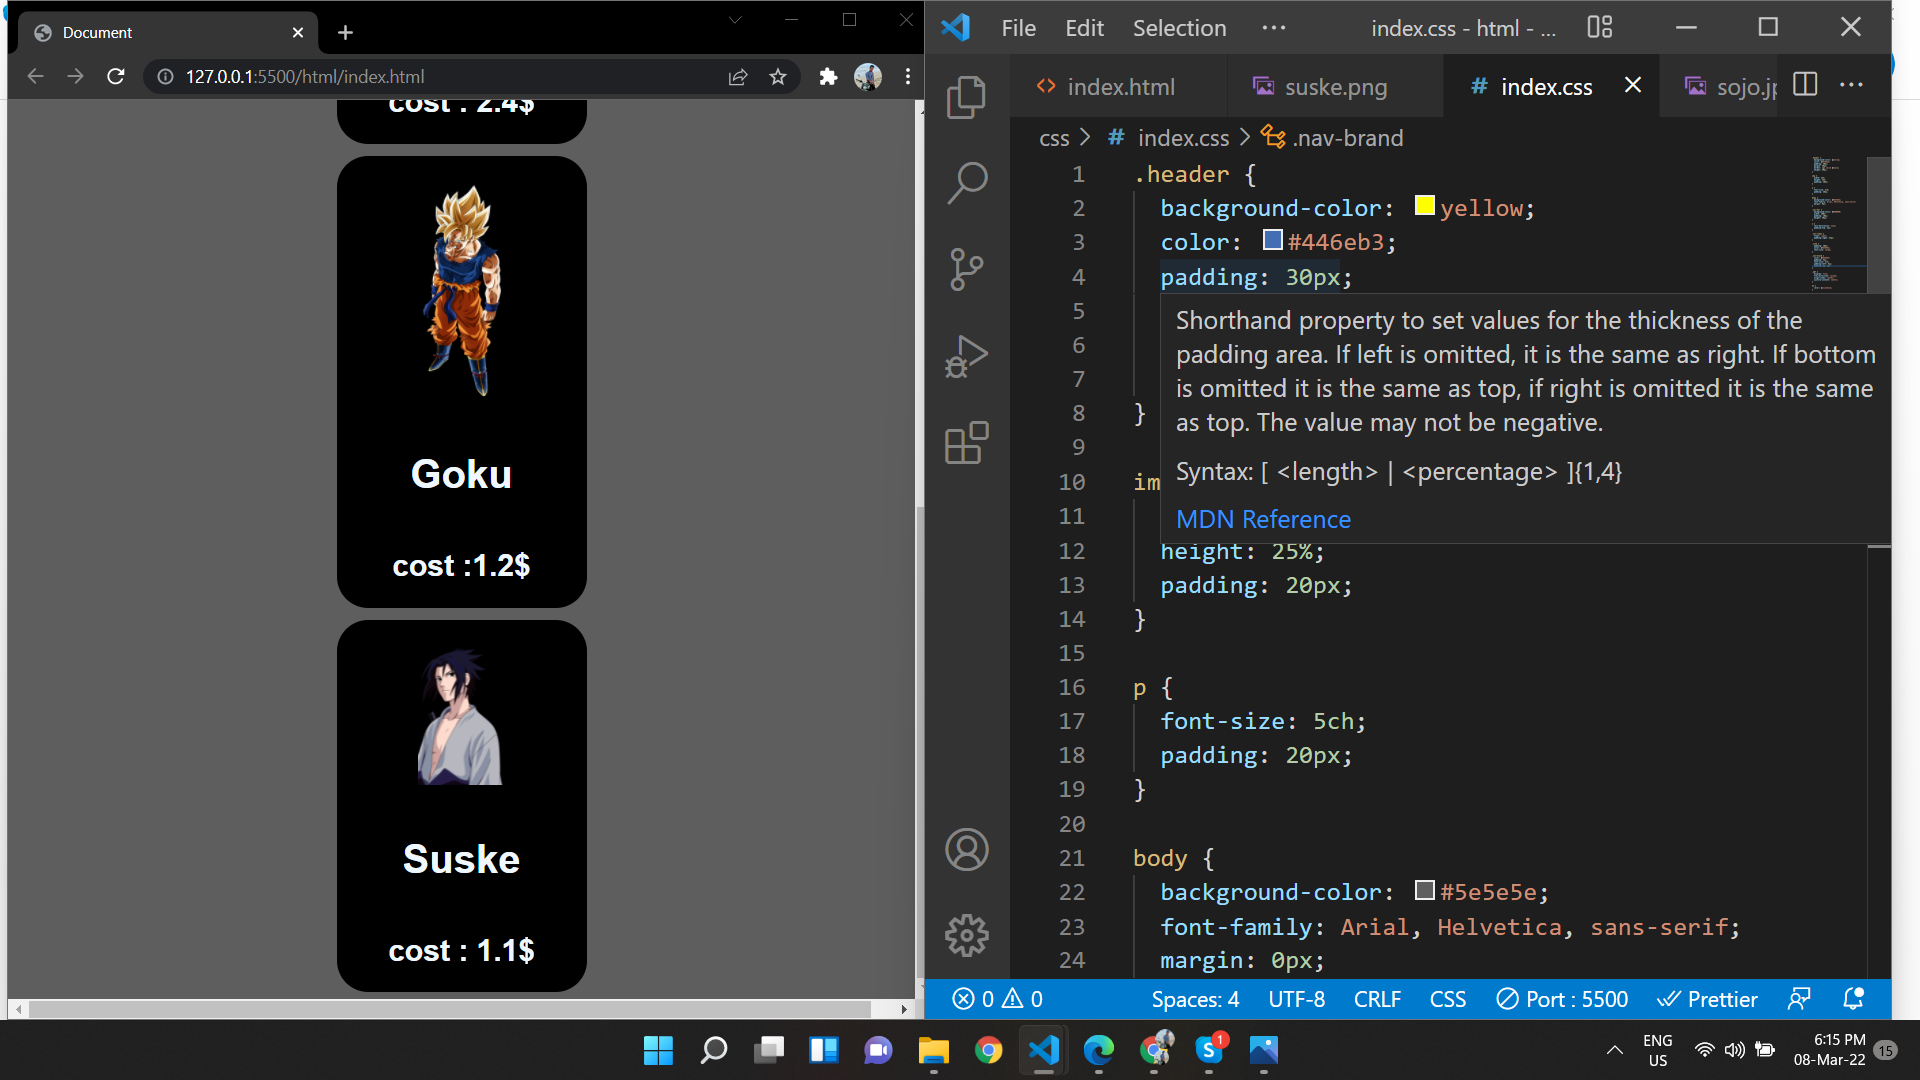 Document
127.0.0.1:5500/html/index.html
cost : 2.4$
Goku
cost :1.2$
Suske
cost : 1.1$
File Edit Selection ··· index.css - html - ...
index.html suske.png # index.css sojo.jp
css > # index.css > .nav-brand
1 .header {
2 background-color: yellow;
3 color: #446eb3;
4 padding: 30px;
5
6
7
8 }
9
10 im
11
12 height: 25%;
13 padding: 20px;
14 }
15
16 p {
17 font-size: 5ch;
18 padding: 20px;
19 }
20
21 body {
22 background-color: #5e5e5e;
23 font-family: Arial, Helvetica, sans-serif;
24 margin: 0px;
Shorthand property to set values for the thickness of the
padding area. If left is omitted, it is the same as right. If bottom
is omitted it is the same as top, if right is omitted it is the same
as top. The value may not be negative.
Syntax: [ <length> | <percentage> ]{1,4}
MDN Reference
0 0 Spaces: 4 UTF-8 CRLF CSS Port : 5500 Prettier
1
ENG
US
6:15 PM
08-Mar-22
15